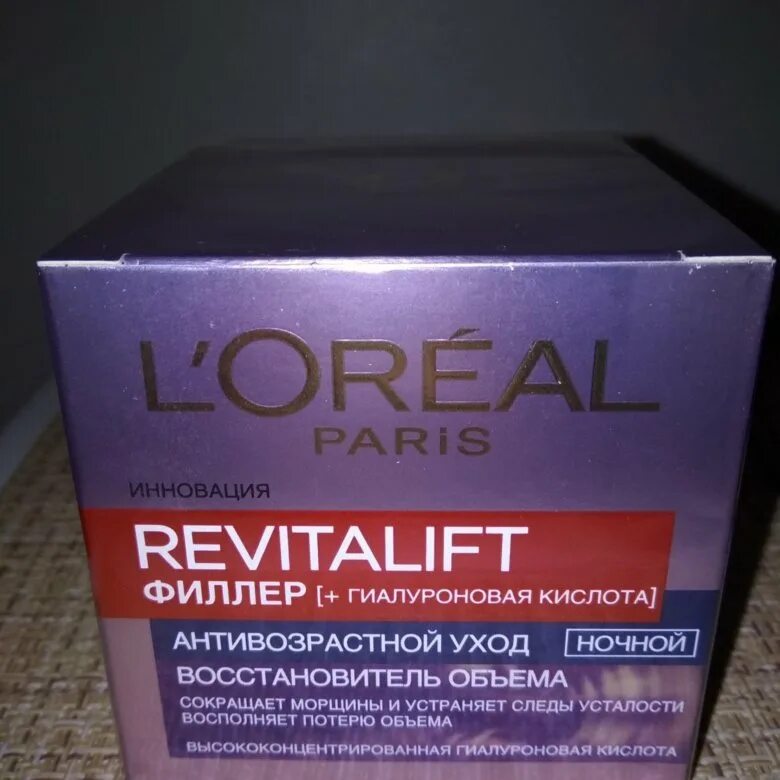 L'ORÉAL
PARiS
ИННОВАЦИЯ
REVITALIFT
ФИЛЛЕР [+ ГИАЛУРОНОВАЯ КИСЛОТА]
АНТИВОЗРАСТНОЙ УХОД НОЧНОЙ
ВОССТАНОВИТЕЛЬ ОБЪЕМА
СОКРАЩАЕТ МОРЩИНЫ И УСТРАНЯЕТ СЛЕДЫ УСТАЛОСТИ
ВОСПОЛНЯЕТ ПОТЕРЮ ОБЪЕМА
ВЫСОКОКОНЦЕНТРИРОВАННАЯ ГИАЛУРОНОВАЯ КИСЛОТА